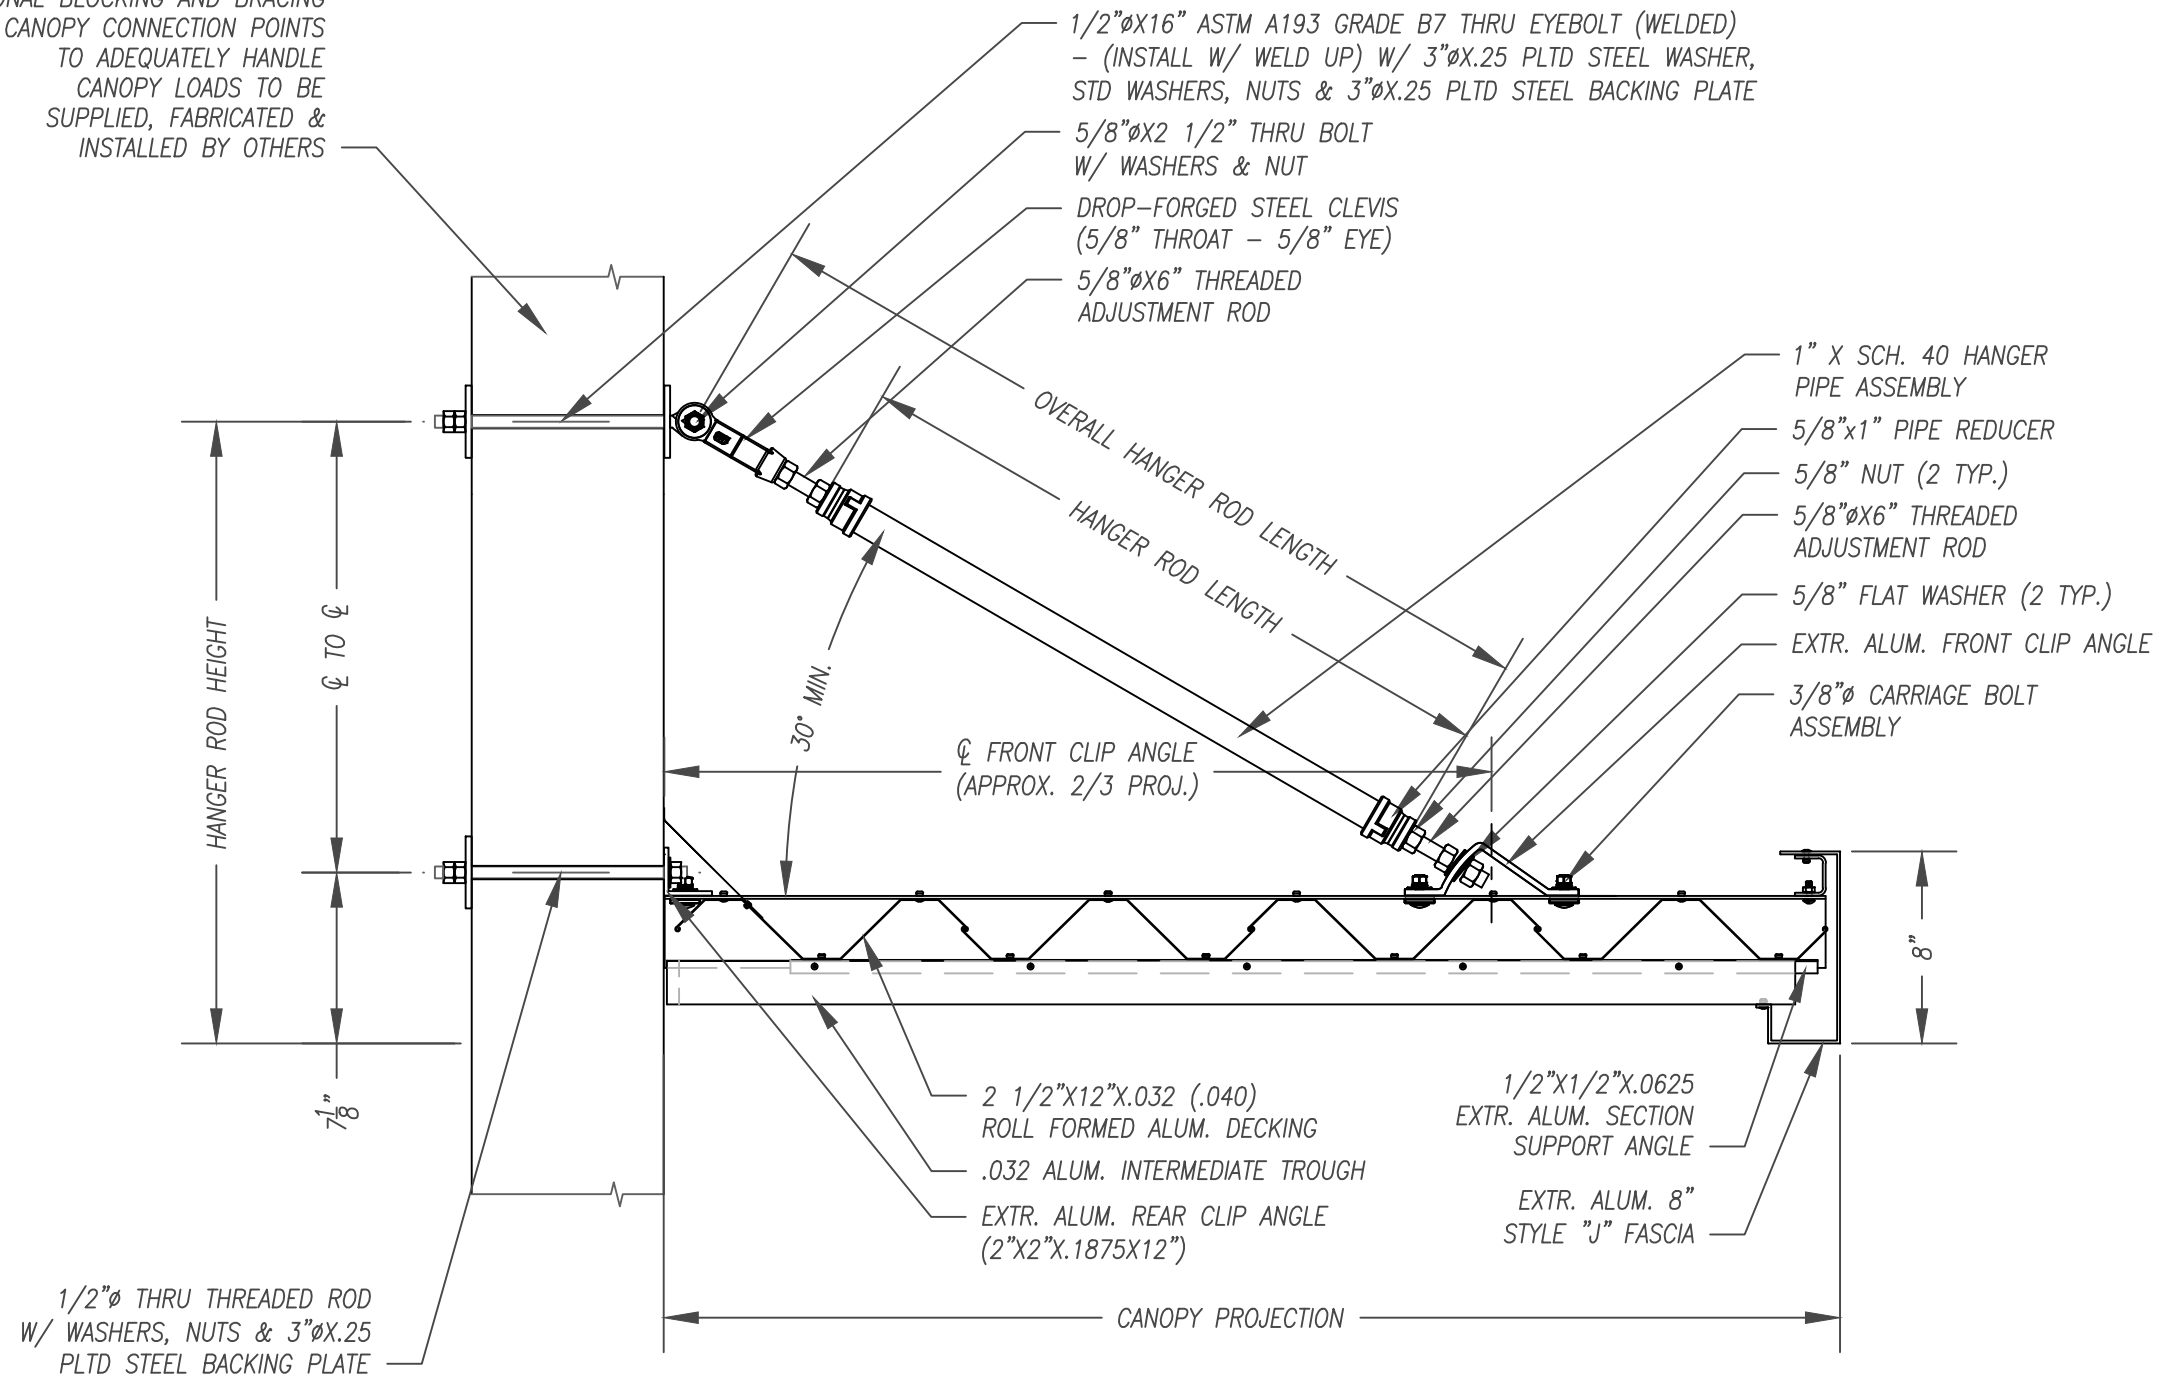 BLOCKING AND BRACING
CANOPY CONNECTION POINTS
TO ADEQUATELY HANDLE
CANOPY LOADS TO BE
SUPPLIED, FABRICATED &
INSTALLED BY OTHERS
1/2"øX16" ASTM A193 GRADE B7 THRU EYEBOLT (WELDED)
– (INSTALL W/ WELD UP) W/ 3"øX.25 PLTD STEEL WASHER,
STD WASHERS, NUTS & 3"øX.25 PLTD STEEL BACKING PLATE
5/8"øX2 1/2" THRU BOLT
W/ WASHERS & NUT
DROP–FORGED STEEL CLEVIS
(5/8" THROAT – 5/8" EYE)
5/8"øX6" THREADED
ADJUSTMENT ROD
1" X SCH. 40 HANGER
PIPE ASSEMBLY
5/8"x1" PIPE REDUCER
5/8" NUT (2 TYP.)
5/8"øX6" THREADED
ADJUSTMENT ROD
5/8" FLAT WASHER (2 TYP.)
EXTR. ALUM. FRONT CLIP ANGLE
3/8"ø CARRIAGE BOLT
ASSEMBLY
OVERALL HANGER ROD LENGTH
HANGER ROD LENGTH
30° MIN.
℄ FRONT CLIP ANGLE
(APPROX. 2/3 PROJ.)
HANGER ROD HEIGHT
℄ TO ℄
7 1/8"
8"
2 1/2"X12"X.032 (.040)
ROLL FORMED ALUM. DECKING
.032 ALUM. INTERMEDIATE TROUGH
EXTR. ALUM. REAR CLIP ANGLE
(2"X2"X.1875X12")
1/2"X1/2"X.0625
EXTR. ALUM. SECTION
SUPPORT ANGLE
EXTR. ALUM. 8"
STYLE "J" FASCIA
1/2"ø THRU THREADED ROD
W/ WASHERS, NUTS & 3"øX.25
PLTD STEEL BACKING PLATE
CANOPY PROJECTION